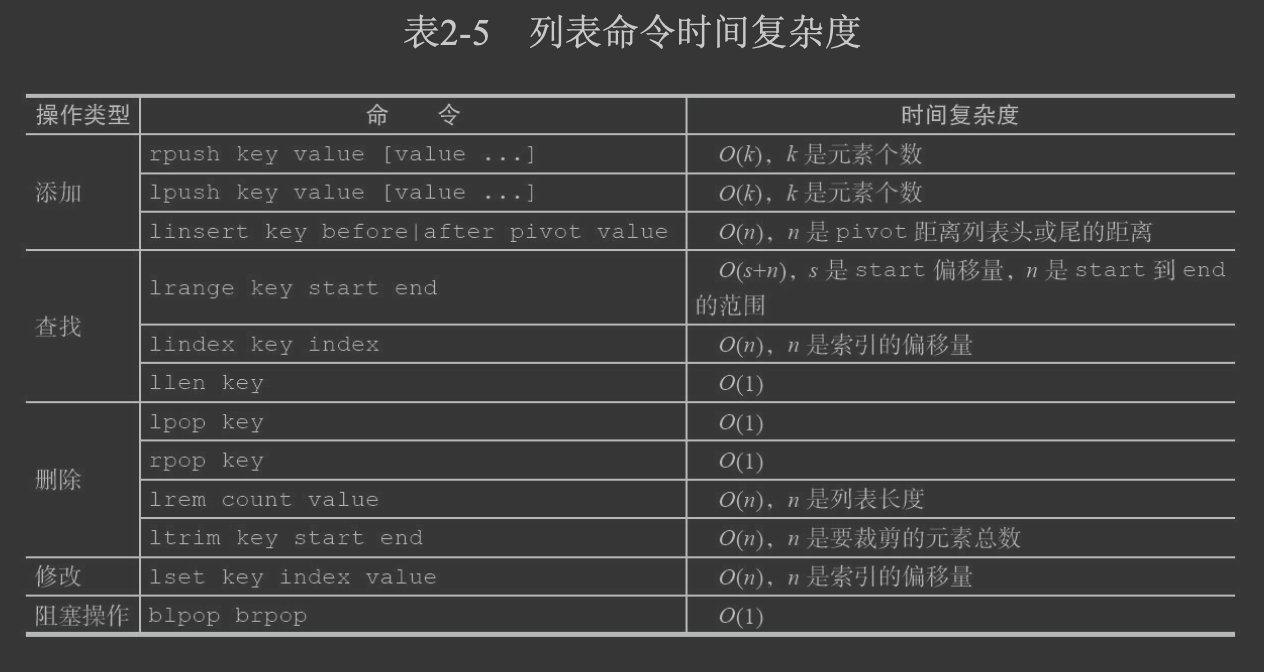 表2-5 列表命令时间复杂度
操作类型 命 令 时间复杂度
添加
rpush key value [value ...] O(k), k 是元素个数
lpush key value [value ...] O(k), k 是元素个数
linsert key before|after pivot value O(n), n 是 pivot 距离列表头或尾的距离
查找
lrange key start end O(s+n), s 是 start 偏移量, n 是 start 到 end
的范围
lindex key index O(n), n 是索引的偏移量
llen key O(1)
删除
lpop key O(1)
rpop key O(1)
lrem count value O(n), n 是列表长度
ltrim key start end O(n), n 是要裁剪的元素总数
修改 lset key index value O(n), n 是索引的偏移量
阻塞操作 blpop brpop O(1)